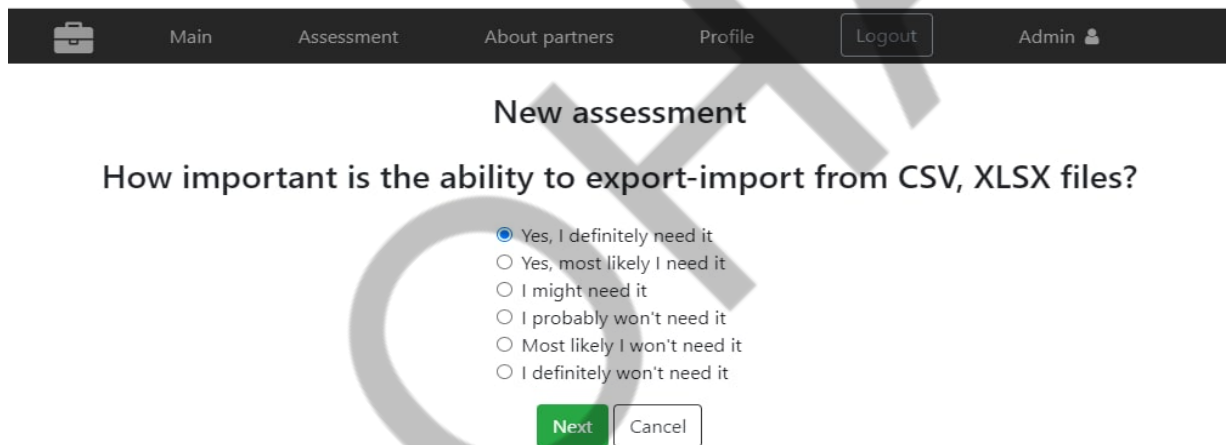 Main Assessment About partners Profile Logout Admin
New assessment
How important is the ability to export-import from CSV, XLSX files?
Yes, I definitely need it
Yes, most likely I need it
I might need it
I probably won't need it
Most likely I won't need it
I definitely won't need it
Next Cancel